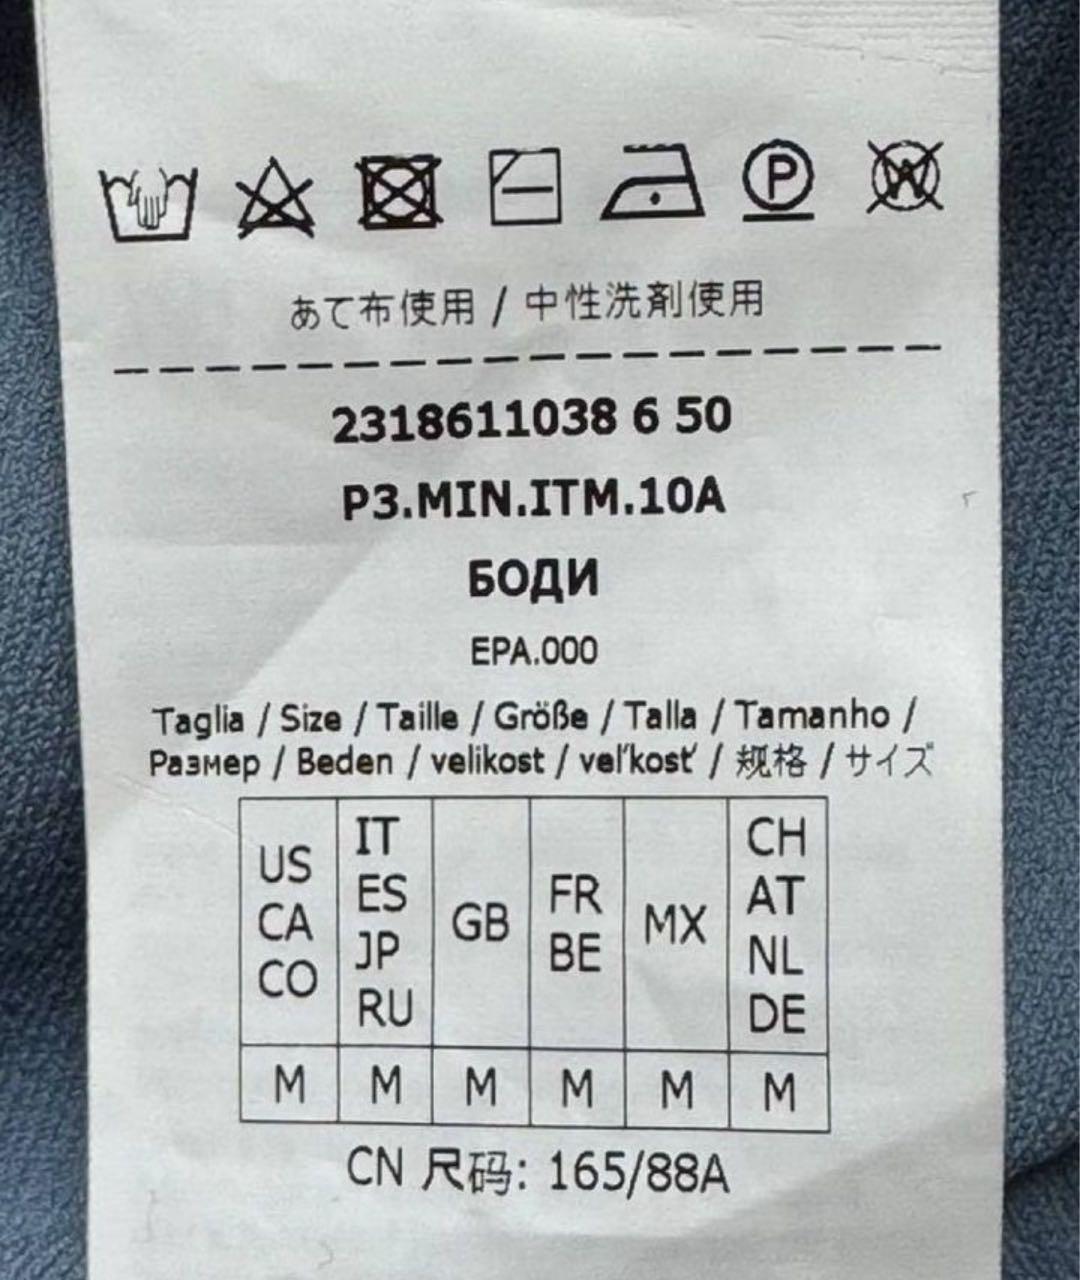 P
W
あて布使用 / 中性洗剤使用
2318611038 6 50
P3.MIN.ITM.10A
БОДИ
EPA.000
Taglia / Size / Taille / Größe / Talla / Tamanho /
Размер / Beden / velikost / veľkosť / 规格 / サイズ
US CA CO IT ES JP RU GB FR BE MX CH AT NL DE
M M M M M M
CN 尺码: 165/88A